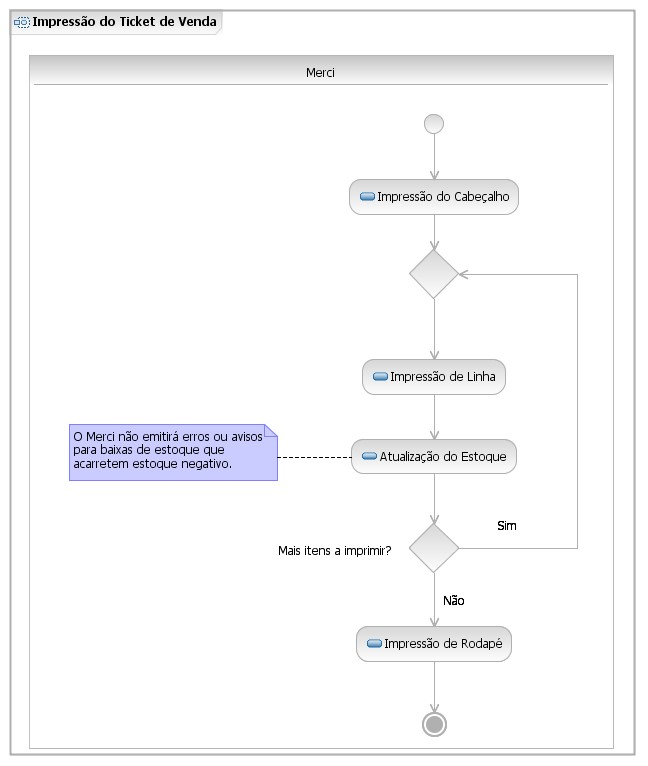 Impressão do Ticket de Venda
Merci
Impressão do Cabeçalho
Impressão de Linha
O Merci não emitirá erros ou avisos
para baixas de estoque que
acarretem estoque negativo.
Atualização do Estoque
Sim
Mais itens a imprimir?
Não
Impressão de Rodapé